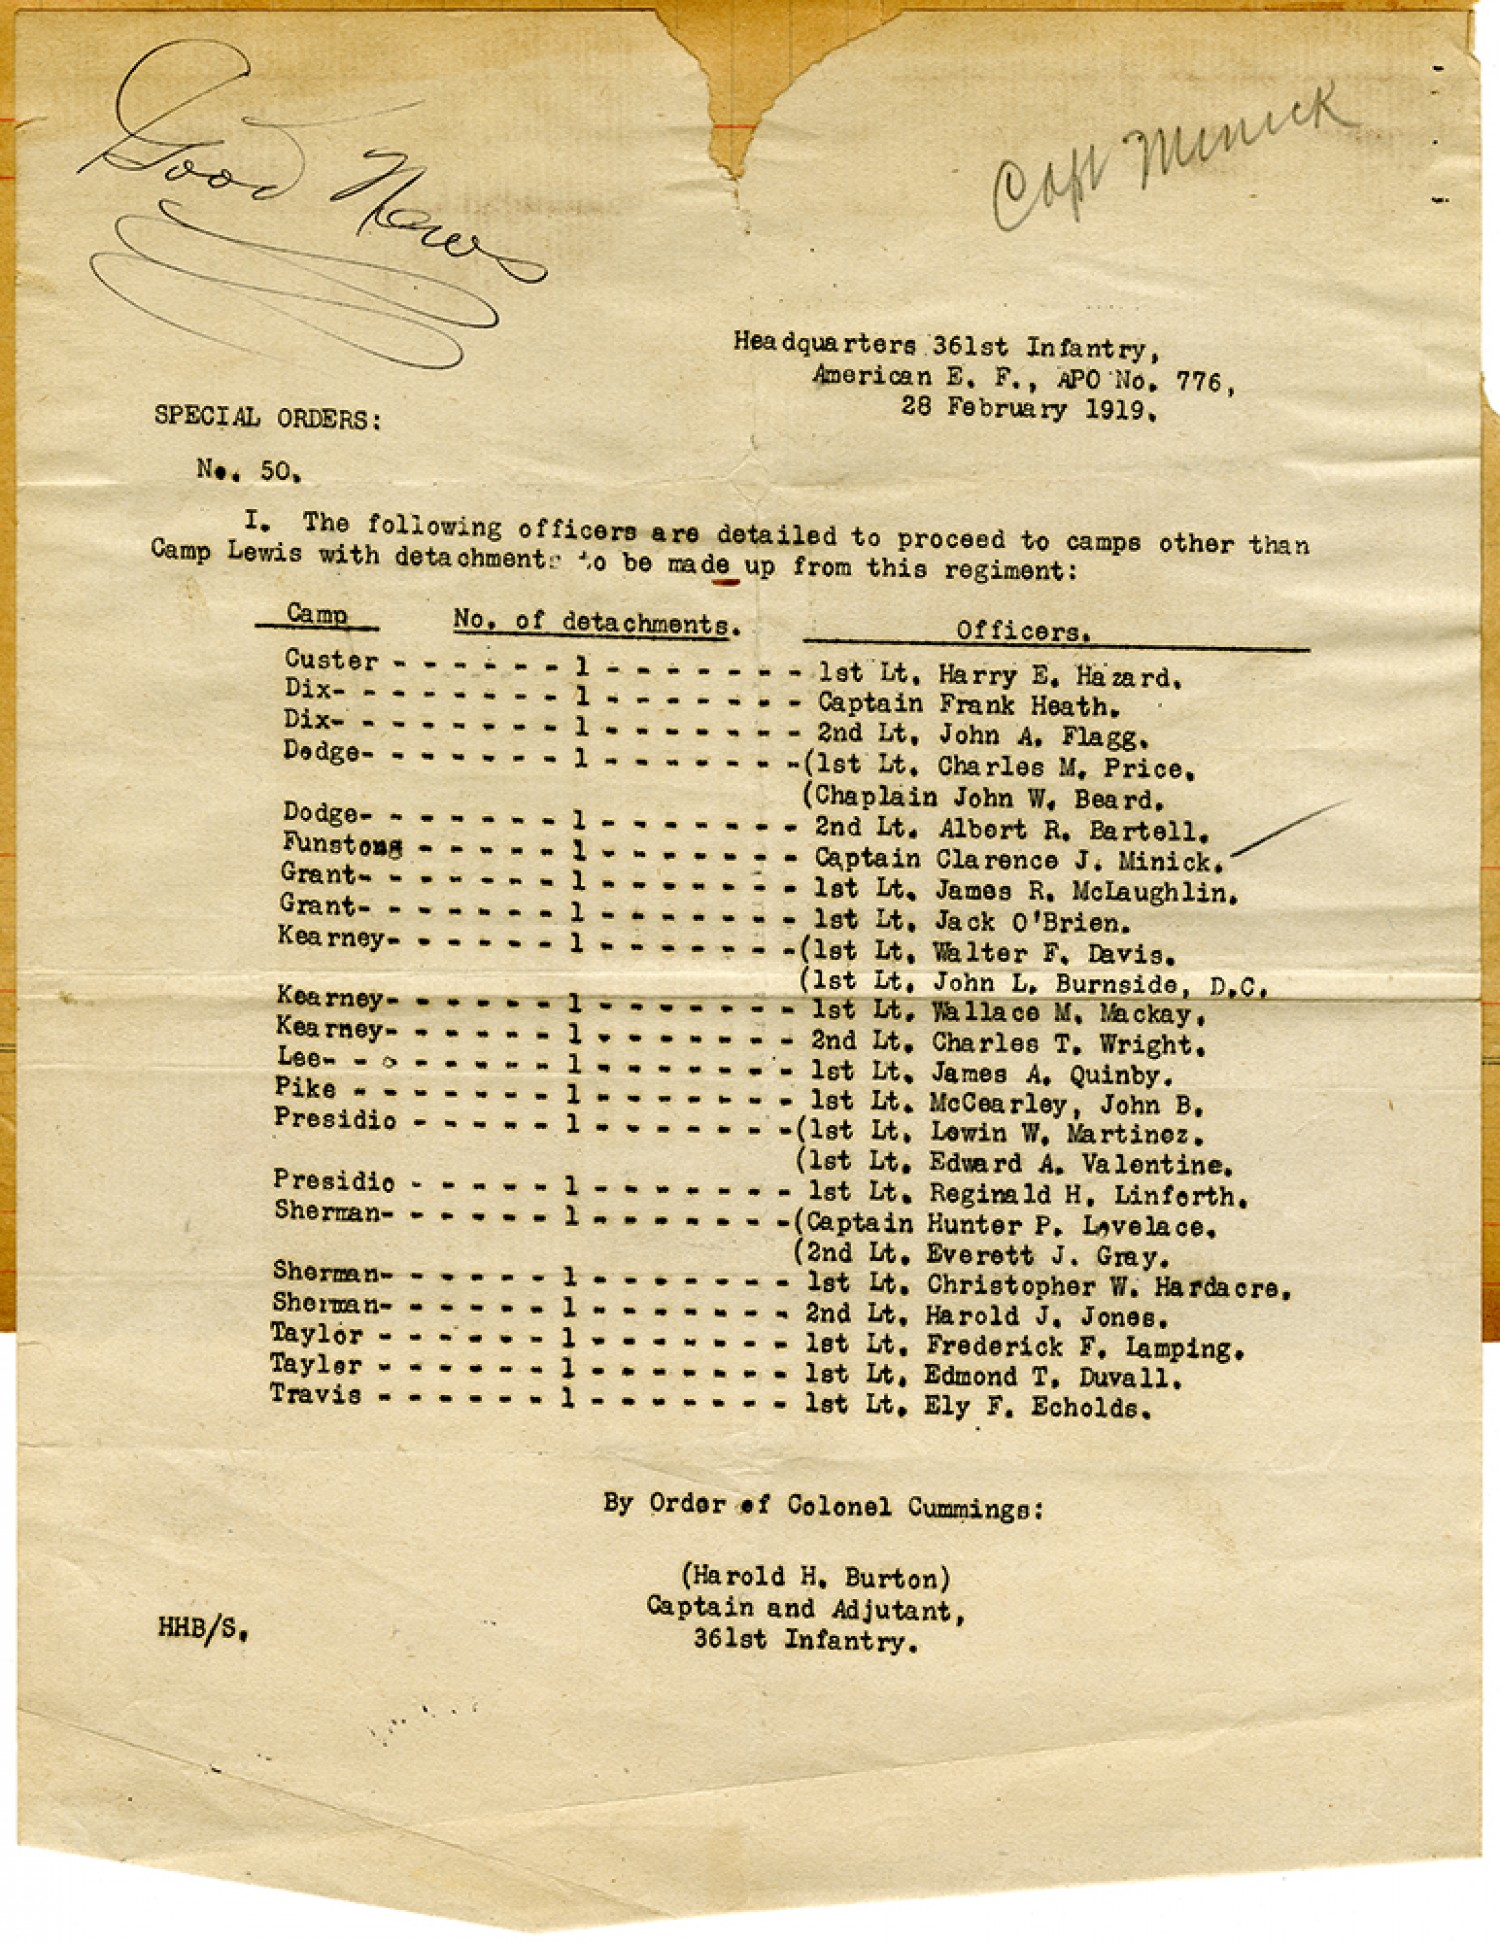 Good News
Capt Minick
Headquarters 361st Infantry,
American E. F., APO No. 776,
28 February 1919.
SPECIAL ORDERS:
No. 50.
I. The following officers are detailed to proceed to camps other than
Camp Lewis with detachments to be made up from this regiment:
Camp No. of detachments. Officers.
Custer - - - - - - 1 - - - - - - - 1st Lt. Harry E. Hazard.
Dix- - - - - - - - 1 - - - - - - - Captain Frank Heath.
Dix- - - - - - - - 1 - - - - - - - 2nd Lt. John A. Flagg.
Dodge- - - - - - - 1 - - - - - - -(1st Lt. Charles M. Price.
(Chaplain John W. Beard.
Dodge- - - - - - - 1 - - - - - - - 2nd Lt. Albert R. Bartell.
Funstong - - - - - 1 - - - - - - - Captain Clarence J. Minick.
Grant- - - - - - - 1 - - - - - - - 1st Lt. James R. McLaughlin.
Grant- - - - - - - 1 - - - - - - - 1st Lt. Jack O'Brien.
Kearney- - - - - - 1 - - - - - - -(1st Lt. Walter F. Davis.
(1st Lt. John L. Burnside, D.C.
Kearney- - - - - - 1 - - - - - - - 1st Lt. Wallace M. Mackay.
Kearney- - - - - - 1 - - - - - - - 2nd Lt. Charles T. Wright.
Lee- - o - - - - - 1 - - - - - - - 1st Lt. James A. Quinby.
Pike - - - - - - - 1 - - - - - - - 1st Lt. McCearley, John B.
Presidio - - - - - 1 - - - - - - -(1st Lt. Lewin W. Martinez.
(1st Lt. Edward A. Valentine.
Presidio - - - - - 1 - - - - - - - 1st Lt. Reginald H. Linforth.
Sherman- - - - - - 1 - - - - - - -(Captain Hunter P. Lovelace.
(2nd Lt. Everett J. Gray.
Sherman- - - - - - 1 - - - - - - - 1st Lt. Christopher W. Hardacre.
Sherman- - - - - - 1 - - - - - - - 2nd Lt. Harold J. Jones.
Taylor - - - - - - 1 - - - - - - - 1st Lt. Frederick F. Lamping.
Taylor - - - - - - 1 - - - - - - - 1st Lt. Edmond T. Duvall.
Travis - - - - - - 1 - - - - - - - 1st Lt. Ely F. Echolds.
By Order of Colonel Cummings:
(Harold H. Burton)
Captain and Adjutant,
361st Infantry.
HHB/S.